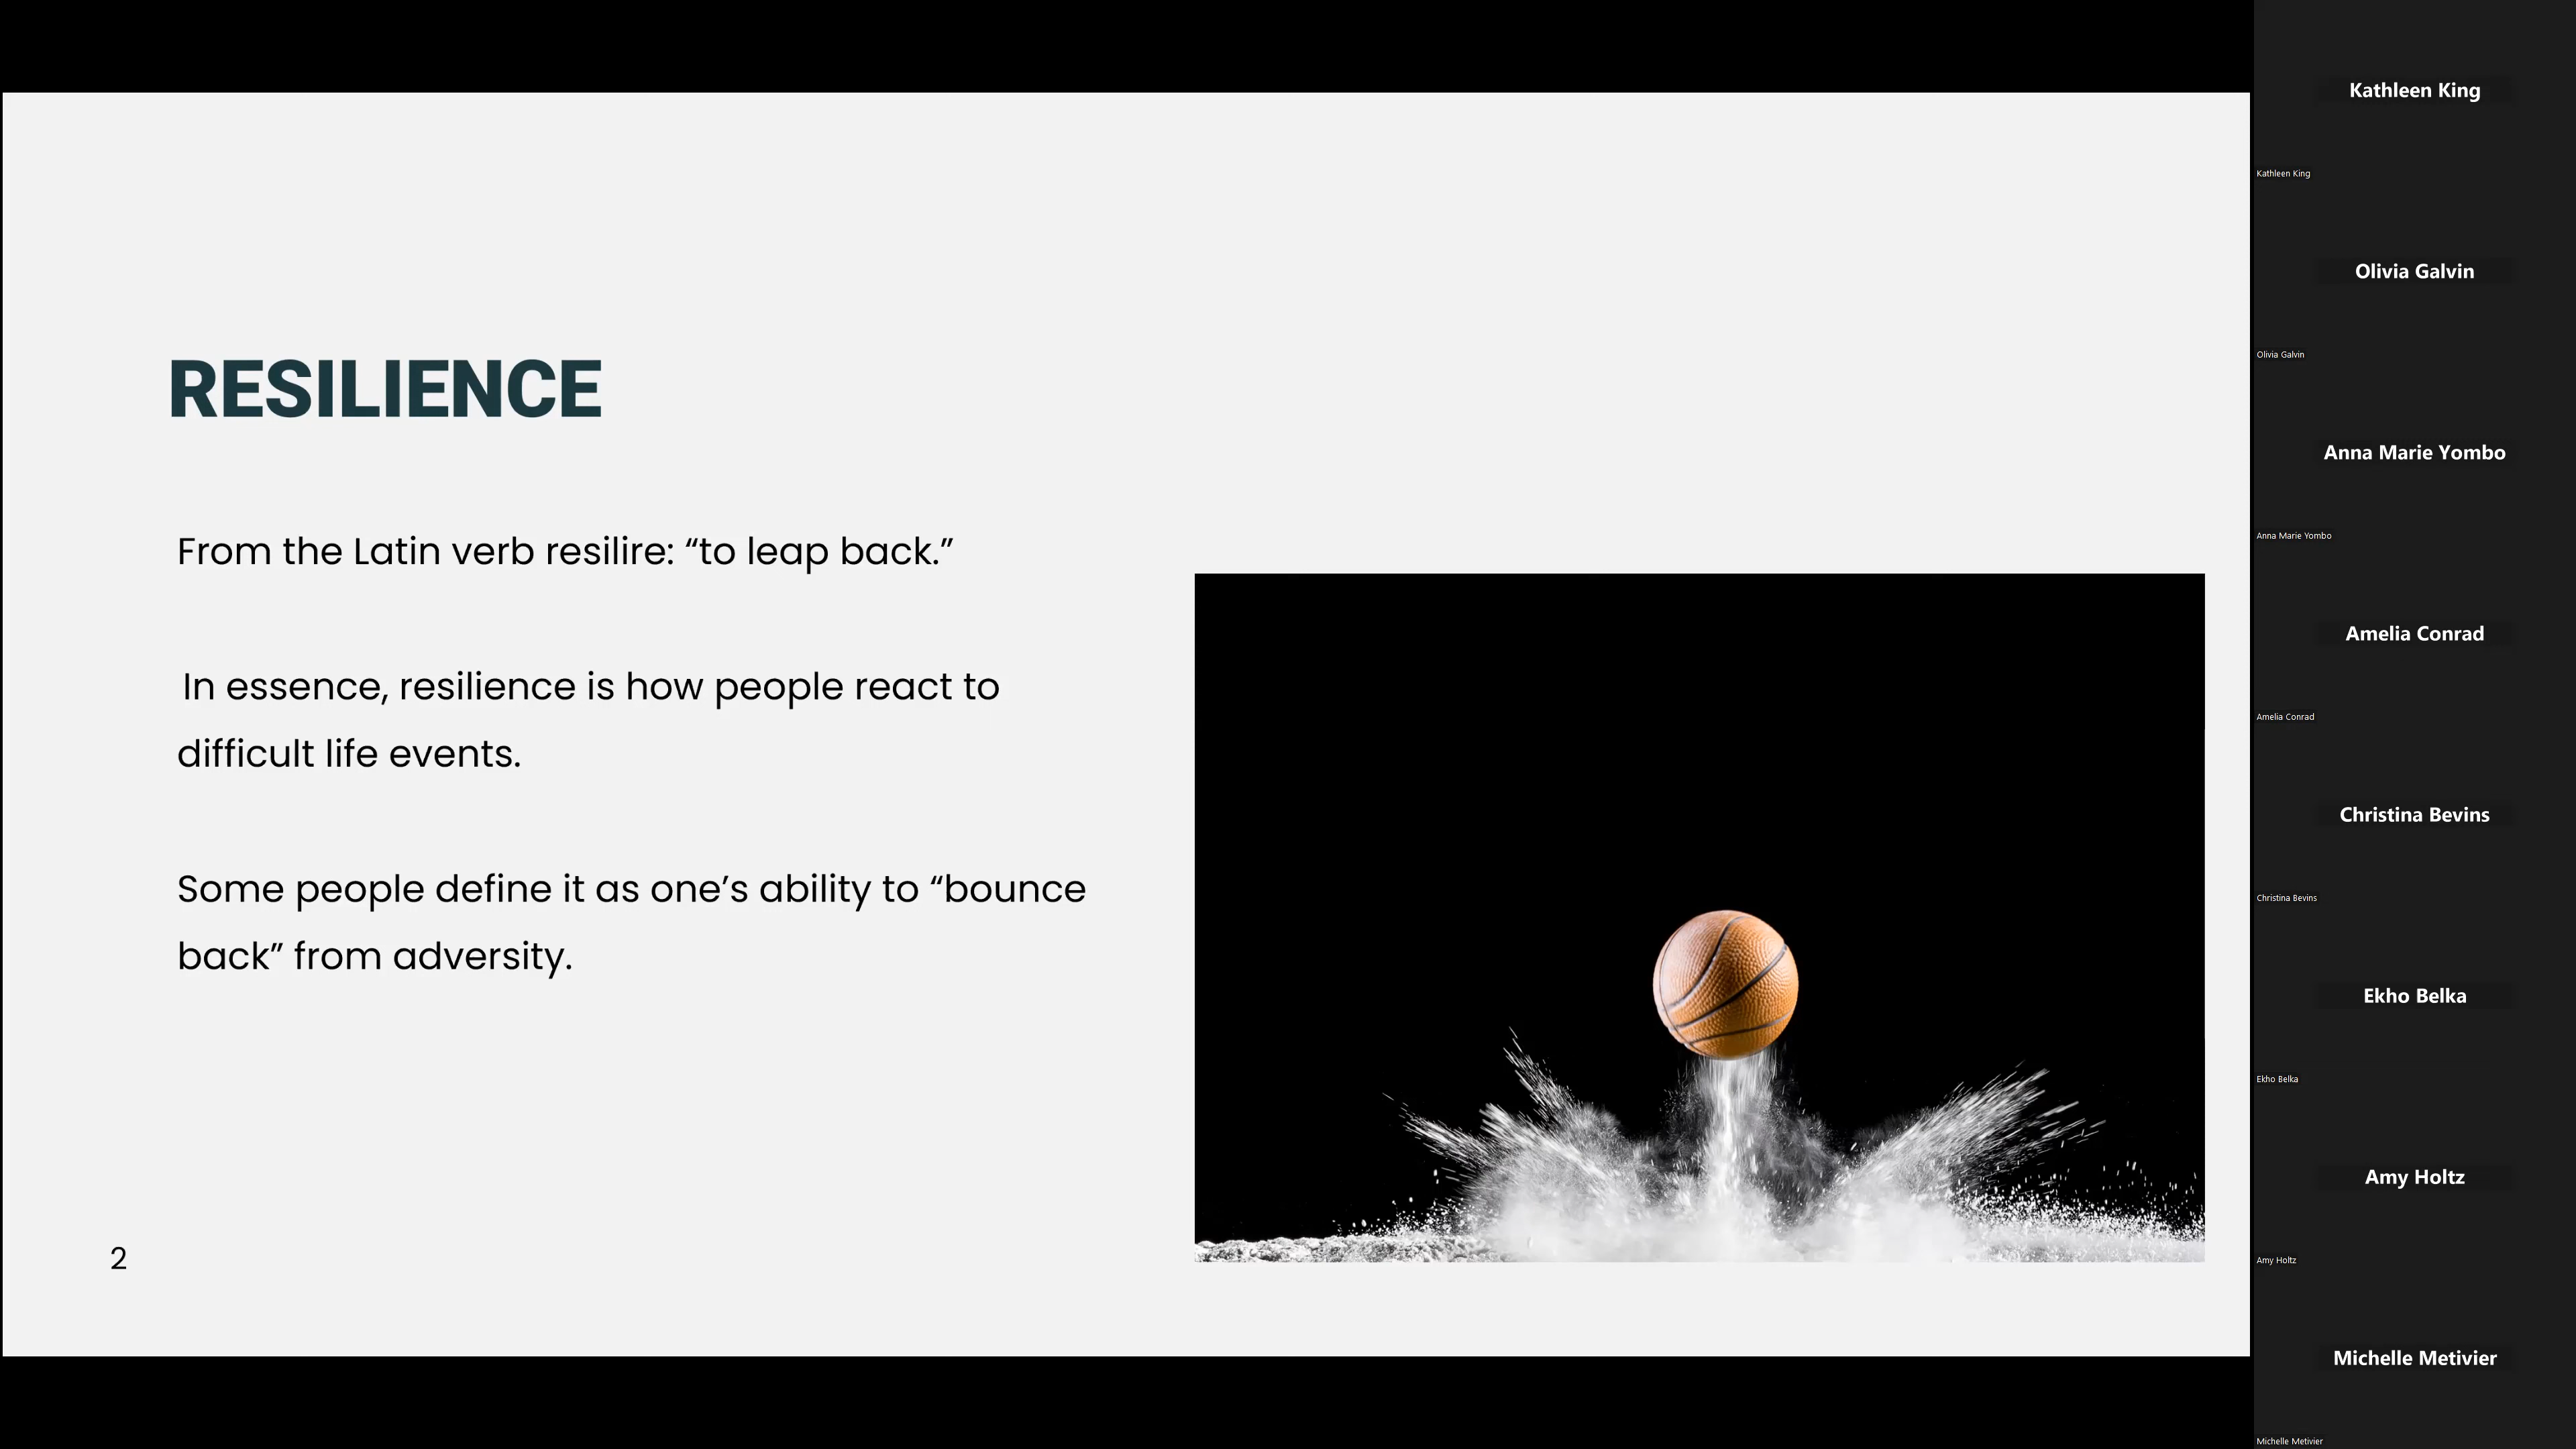 RESILIENCE
From the Latin verb resilire: “to leap back.”
In essence, resilience is how people react to
difficult life events.
Some people define it as one’s ability to “bounce
back” from adversity.
2
Kathleen King
Kathleen King
Olivia Galvin
Olivia Galvin
Anna Marie Yombo
Anna Marie Yombo
Amelia Conrad
Amelia Conrad
Christina Bevins
Christina Bevins
Ekho Belka
Ekho Belka
Amy Holtz
Amy Holtz
Michelle Metivier
Michelle Metivier